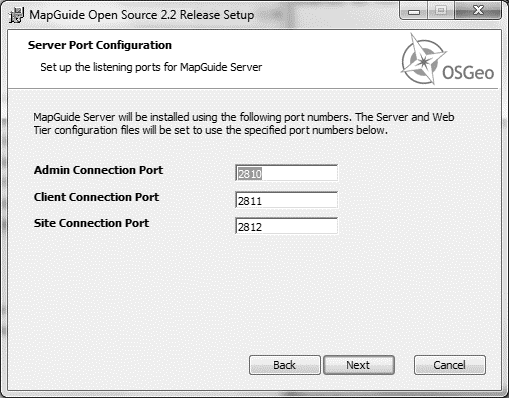 MapGuide Open Source 2.2 Release Setup
Server Port Configuration
Set up the listening ports for MapGuide Server
OSGeo
MapGuide Server will be installed using the following port numbers. The Server and Web
Tier configuration files will be set to use the specified port numbers below.
Admin Connection Port 2810
Client Connection Port 2811
Site Connection Port 2812
Back Next Cancel